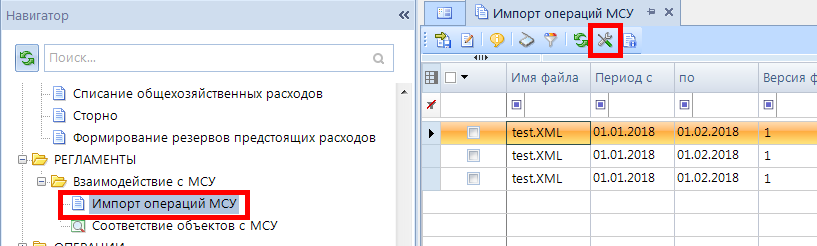 Навигатор
Поиск...
Списание общехозяйственных расходов
Сторно
Формирование резервов предстоящих расходов
РЕГЛАМЕНТЫ
Взаимодействие с МСУ
Импорт операций МСУ
Соответствие объектов с МСУ
ОПЕРАЦИИ
Импорт операций МСУ
Имя файла Период с по Версия ф
test.XML 01.01.2018 01.02.2018 1
test.XML 01.01.2018 01.02.2018 1
test.XML 01.01.2018 01.02.2018 1